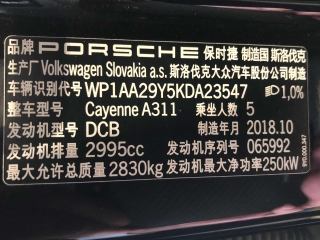 品牌 PORSCHE 保时捷 制造国 斯洛伐克
生产厂 Volkswagen Slovakia a.s. 斯洛伐克大众汽车股份公司制造
车辆识别代号 WP1AA29Y5KDA23547 1,0%
整车型号 Cayenne A311 乘坐人数 5
发动机型号 DCB 制造年月 2018.10
发动机排量 2995cc 发动机号 065992
最大允许总质量 2830kg 发动机最大净功率 250kW
9Y0.000.347